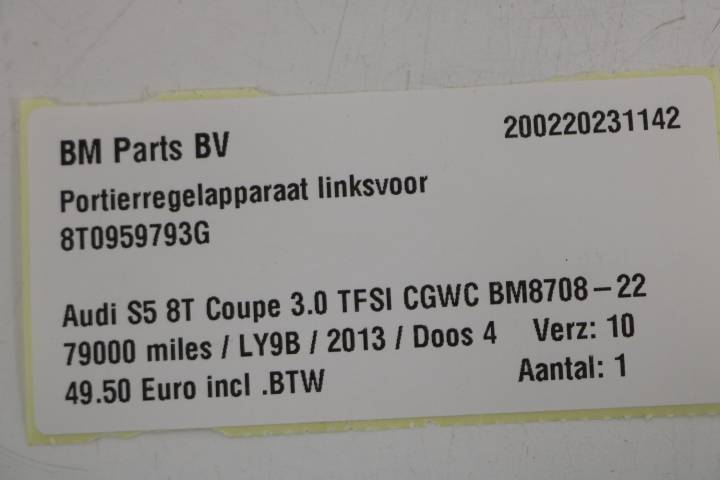 BM Parts BV 200220231142
Portierregelapparaat linksvoor
8T0959793G
Audi S5 8T Coupe 3.0 TFSI CGWC BM8708-22
79000 miles / LY9B / 2013 / Doos 4 Verz: 10
49.50 Euro incl .BTW Aantal: 1